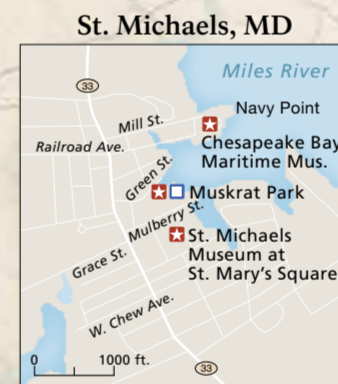 St. Michaels, MD
33
Miles River
Navy Point
Mill St.
Railroad Ave.
Chesapeake Bay
Maritime Mus.
Green St.
Muskrat Park
Mulberry St.
St. Michaels
Museum at
St. Mary's Square
Grace St.
W. Chew Ave.
0 1000 ft.
33